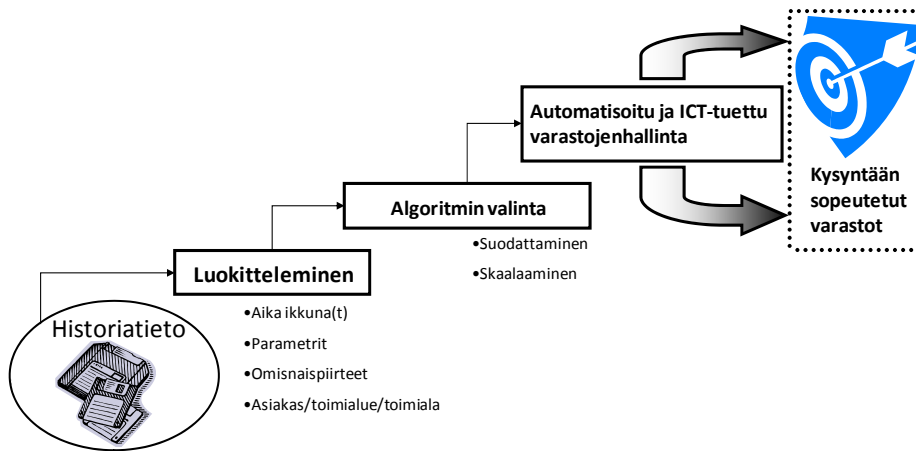 Automatisoitu ja ICT-tuettu
varastojenhallinta
Kysyntään
sopeutetut
varastot
Algoritmin valinta
•Suodattaminen
•Skaalaaminen
Luokitteleminen
•Aika ikkuna(t)
•Parametrit
•Omisnaispiirteet
•Asiakas/toimialue/toimiala
Historiatieto